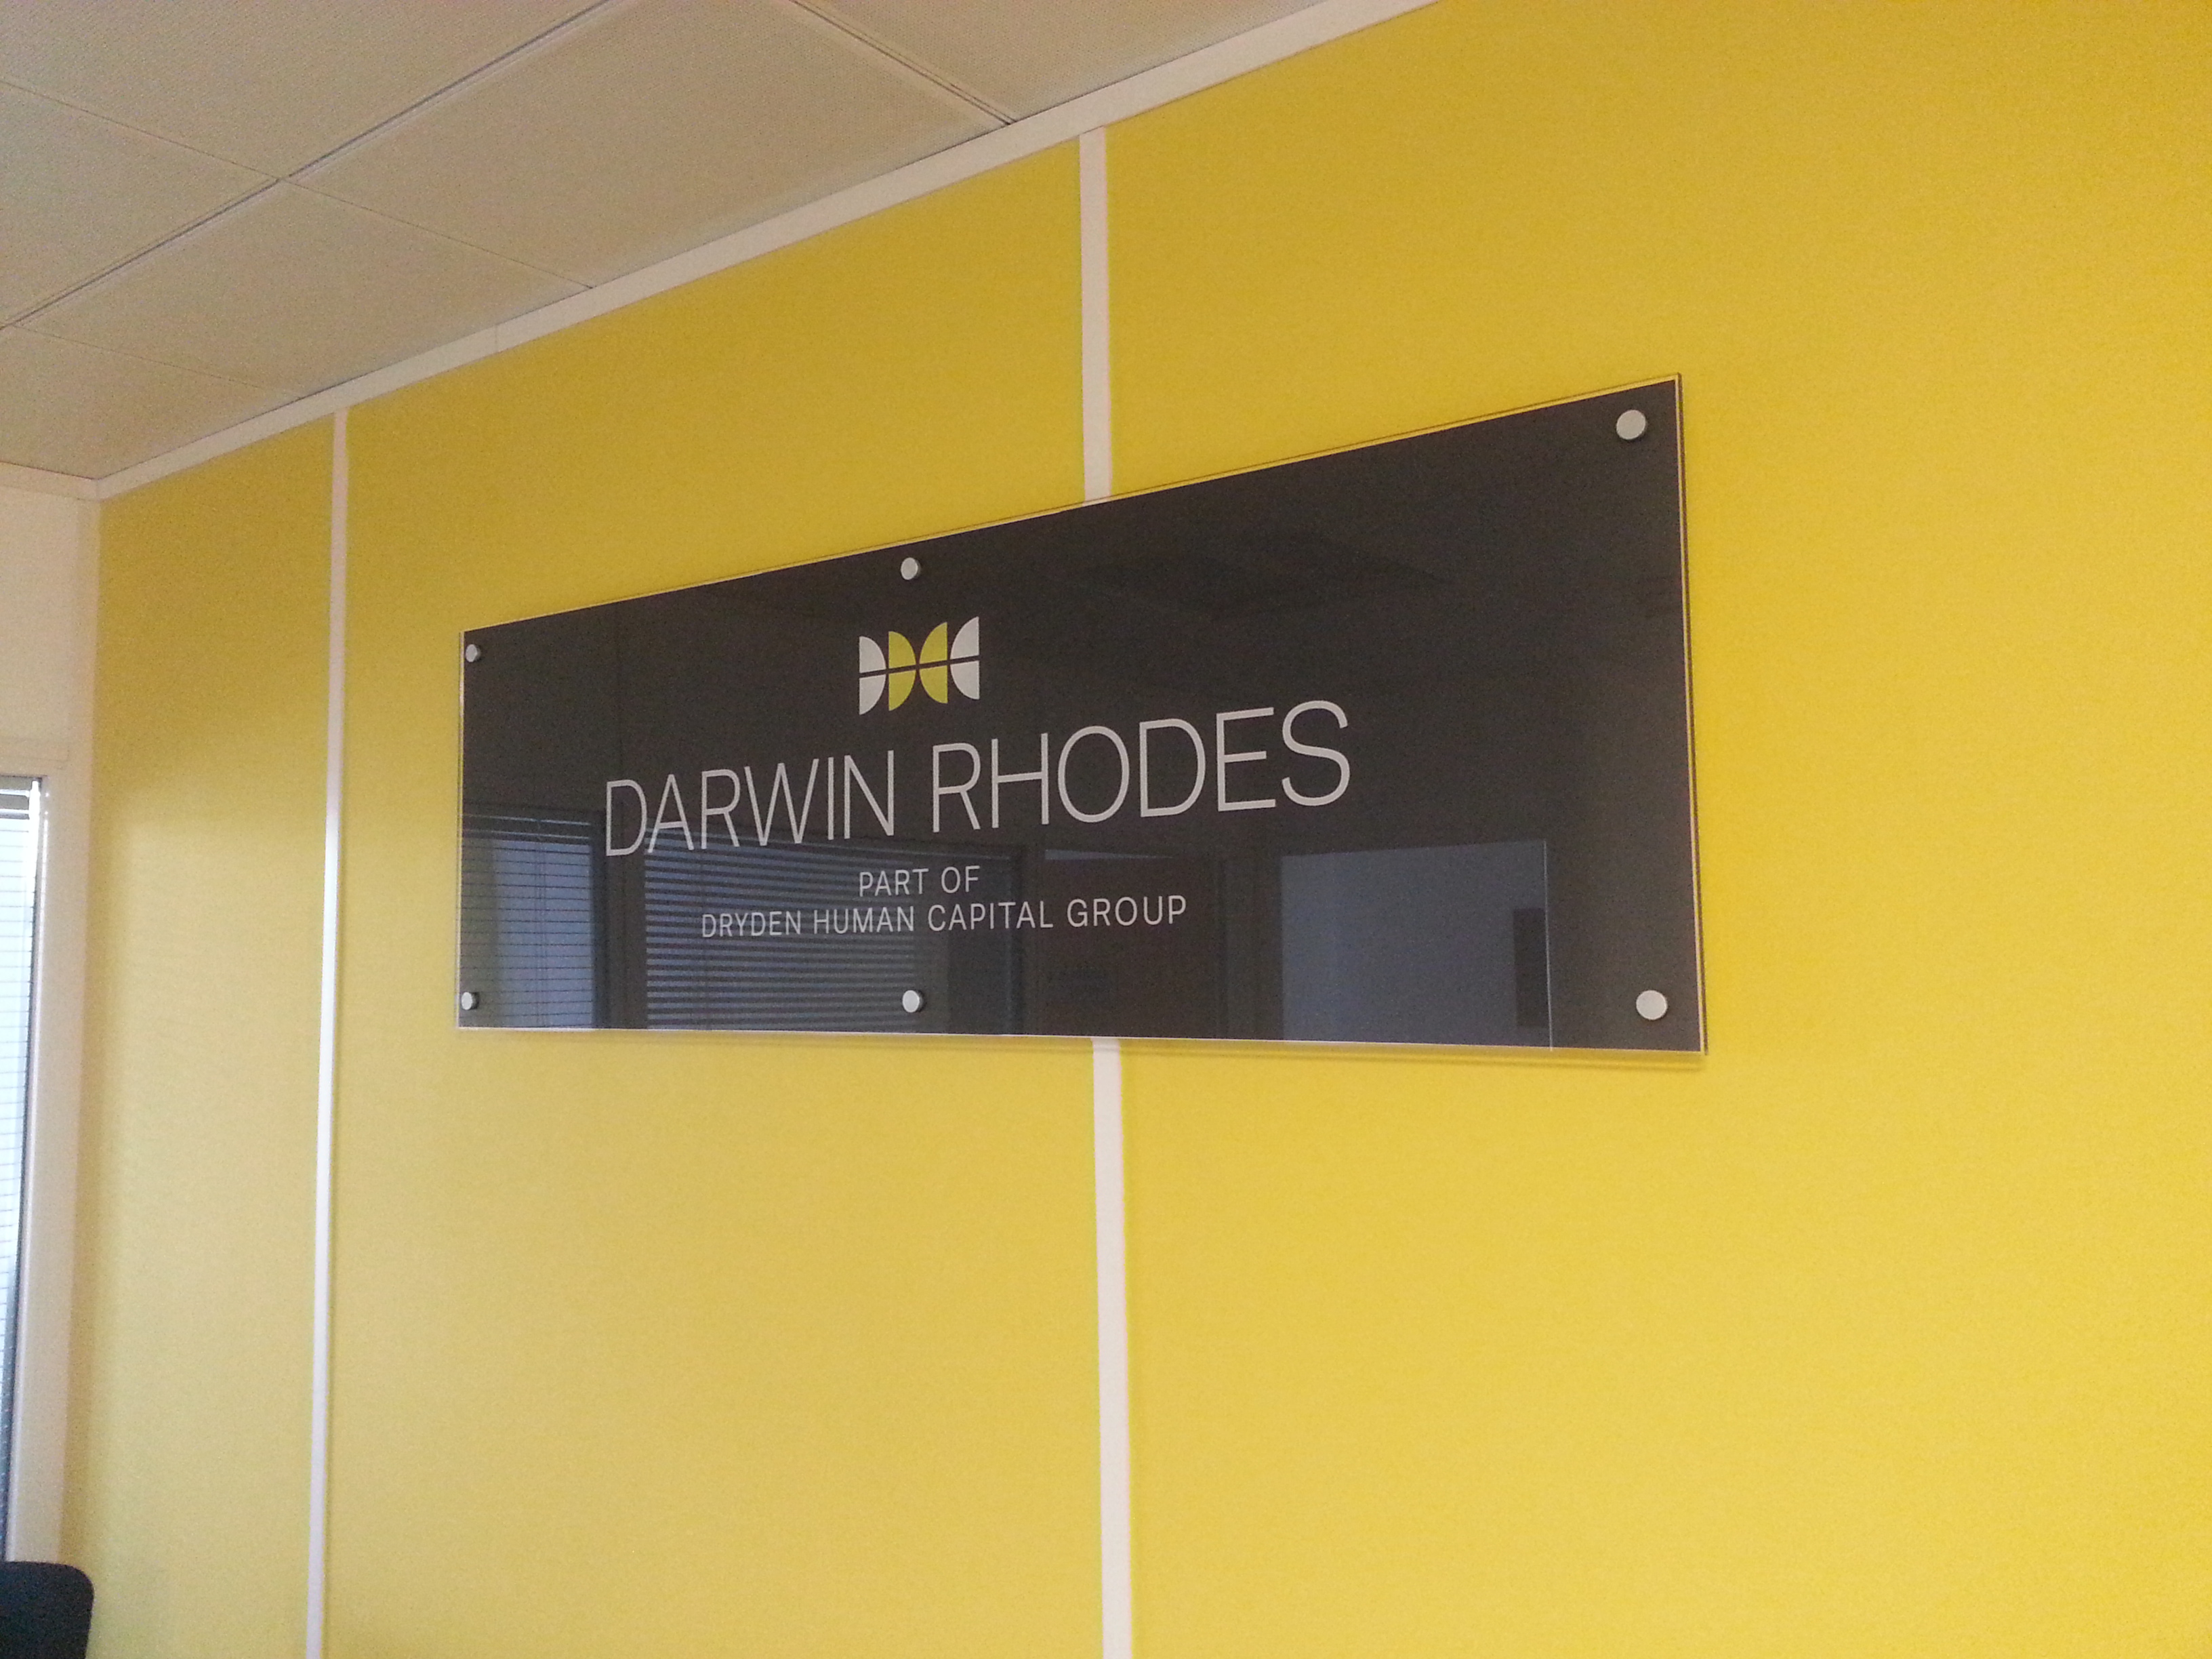 DARWIN RHODES
PART OF
DRYDEN HUMAN CAPITAL GROUP